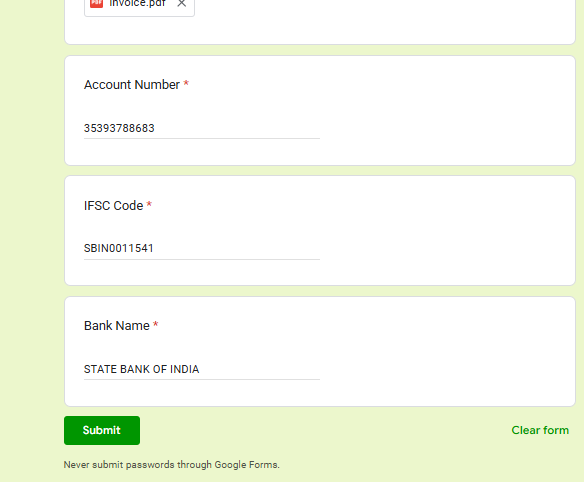 PDF invoice.pdf
Account Number *
35393788683
IFSC Code *
SBIN0011541
Bank Name *
STATE BANK OF INDIA
Submit Clear form
Never submit passwords through Google Forms.